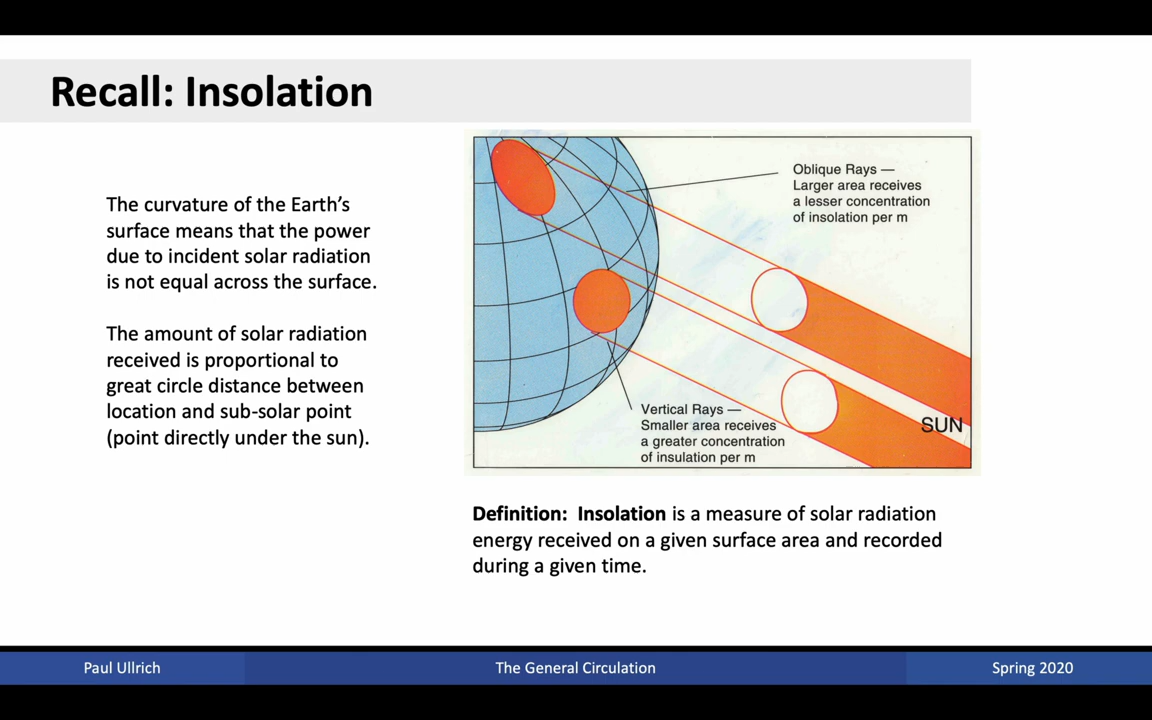 Recall: Insolation
The curvature of the Earth's
surface means that the power
due to incident solar radiation
is not equal across the surface.
The amount of solar radiation
received is proportional to
great circle distance between
location and sub-solar point
(point directly under the sun).
Oblique Rays —
Larger area receives
a lesser concentration
of insolation per m
Vertical Rays —
Smaller area receives
a greater concentration
of insulation per m
SUN
Definition: Insolation is a measure of solar radiation
energy received on a given surface area and recorded
during a given time.
Paul Ullrich
The General Circulation
Spring 2020